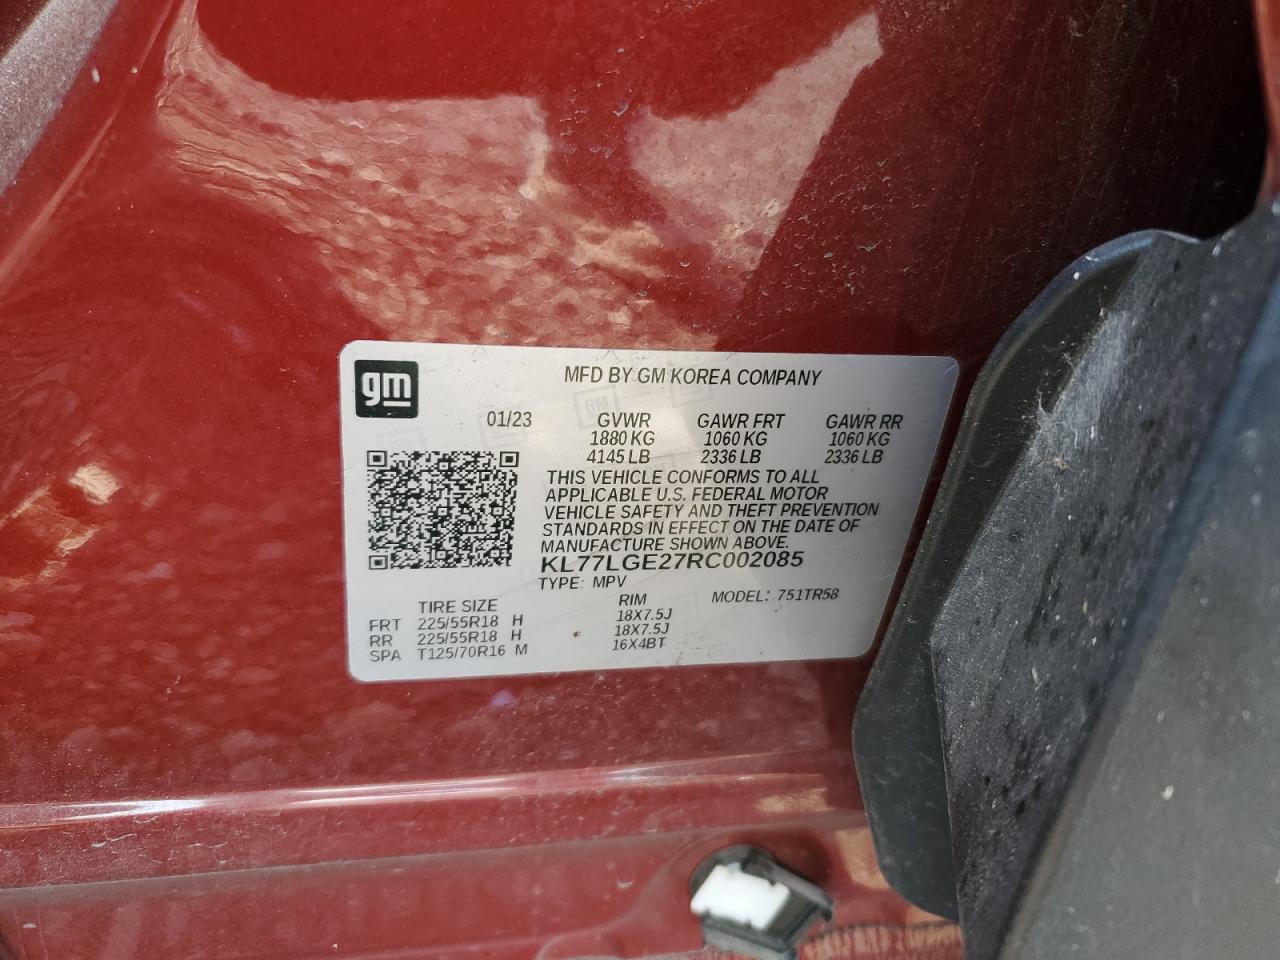 gm
MFD BY GM KOREA COMPANY
01/23 GVWR GAWR FRT GAWR RR
1880 KG 1060 KG 1060 KG
4145 LB 2336 LB 2336 LB
THIS VEHICLE CONFORMS TO ALL
APPLICABLE U.S. FEDERAL MOTOR
VEHICLE SAFETY AND THEFT PREVENTION
STANDARDS IN EFFECT ON THE DATE OF
MANUFACTURE SHOWN ABOVE.
KL77LGE27RC002085
TYPE: MPV
TIRE SIZE RIM MODEL: 751TR58
FRT 225/55R18 H 18X7.5J
RR 225/55R18 H 18X7.5J
SPA T125/70R16 M 16X4BT